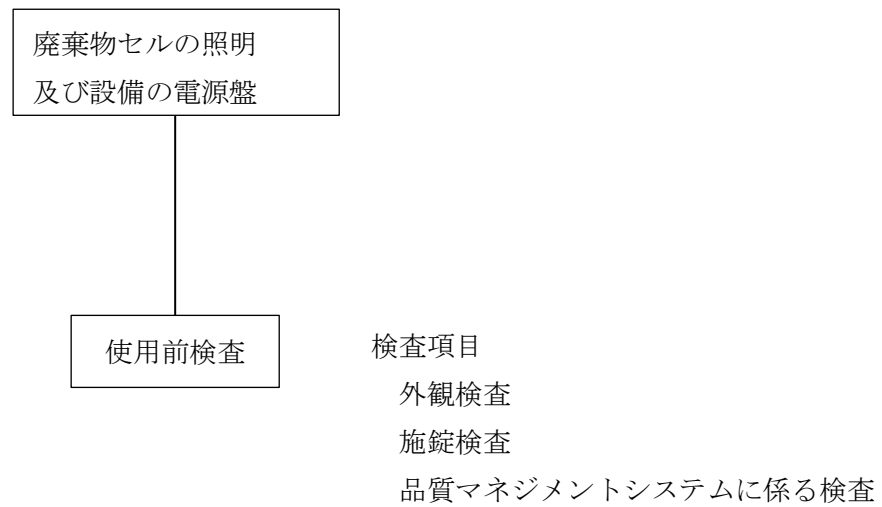 廃棄物セルの照明
及び設備の電源盤
使用前検査
検査項目
外観検査
施錠検査
品質マネジメントシステムに係る検査